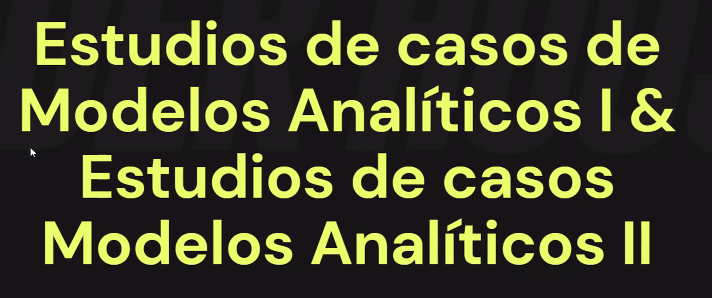 Estudios de casos de
Modelos Analíticos I &
Estudios de casos
Modelos Analíticos II